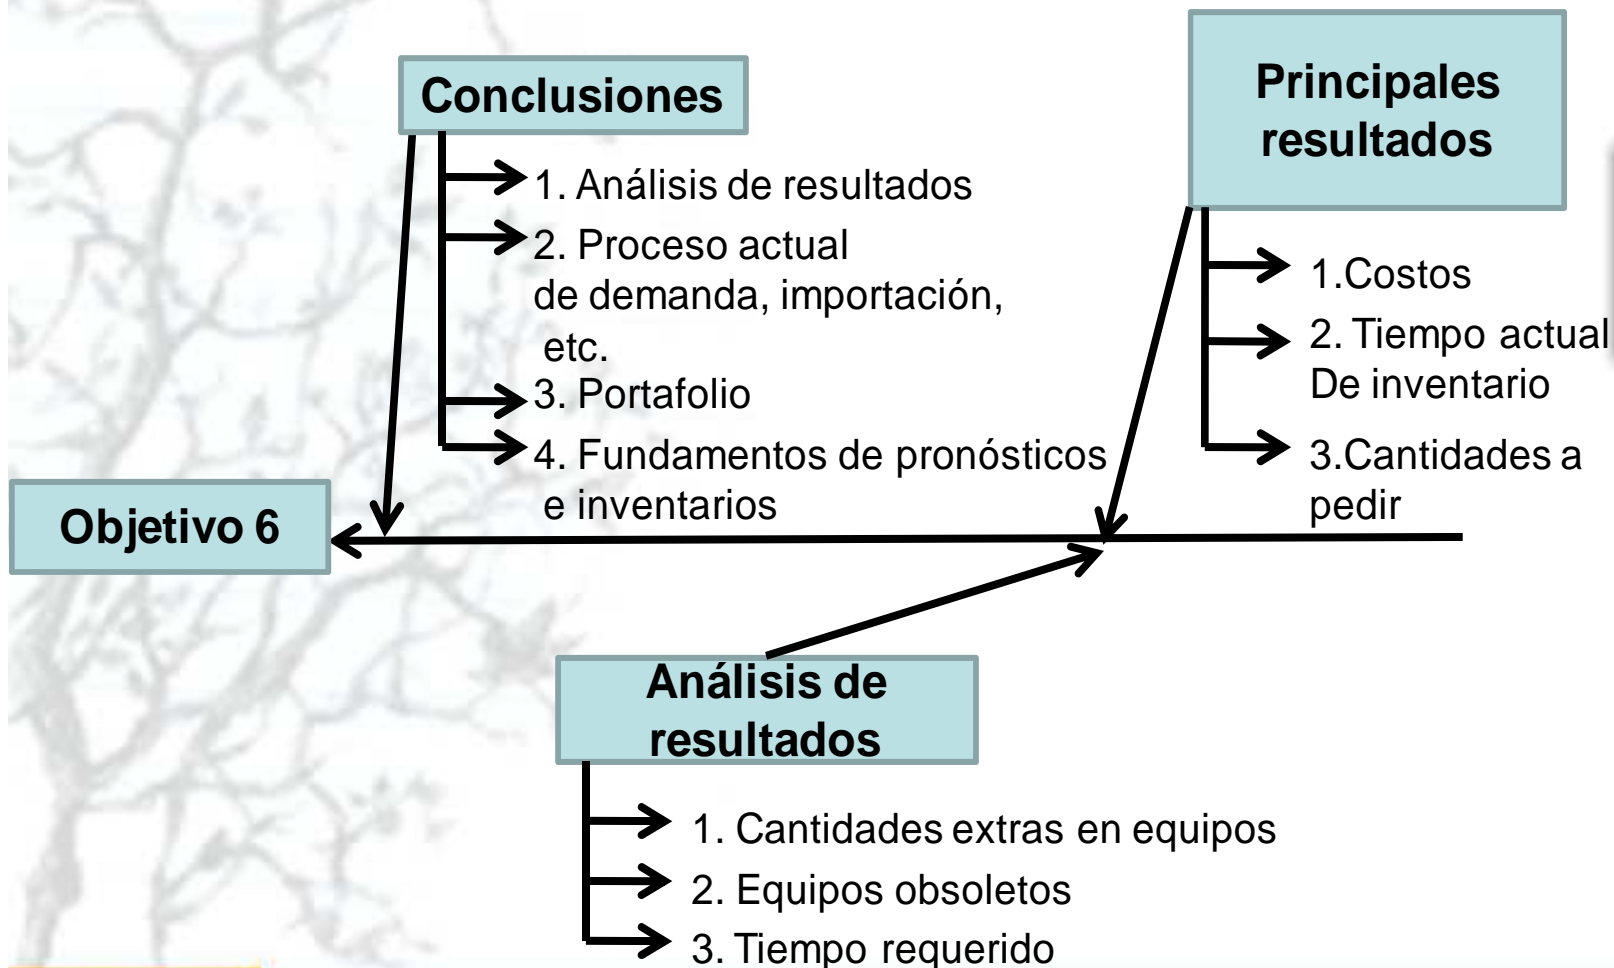 Conclusiones
1. Análisis de resultados
2. Proceso actual
de demanda, importación,
etc.
3. Portafolio
4. Fundamentos de pronósticos
e inventarios
Principales
resultados
1.Costos
2. Tiempo actual
De inventario
3.Cantidades a
pedir
Objetivo 6
Análisis de
resultados
1. Cantidades extras en equipos
2. Equipos obsoletos
3. Tiempo requerido